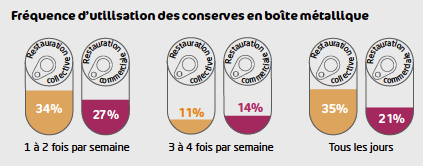 Fréquence d'utilisation des conserves en boîte métallique
Restauration collective
Restauration commerciale
Restauration collective
Restauration commerciale
Restauration collective
Restauration commerciale
34%
27%
11%
14%
35%
21%
1 à 2 fois par semaine
3 à 4 fois par semaine
Tous les jours